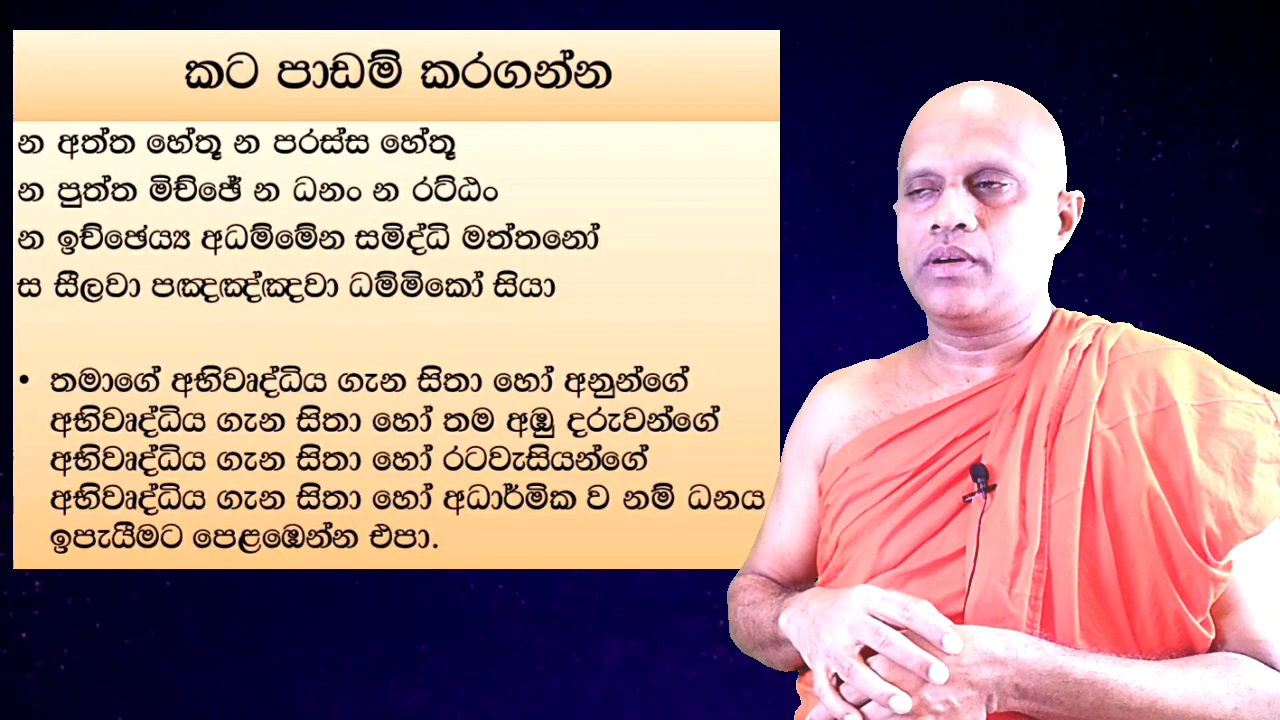 කට පාඩම් කරගන්න
න අත්ත හේතූ න පරස්ස හේතූ
න පුත්ත මිච්ඡේ න ධනං න රට්ඨං
න ඉච්ඡෙය්‍ය අධම්මේන සමිද්ධි මත්තනෝ
ස සීලවා පඤඤ්ඤවා ධම්මිකෝ සියා
• තමාගේ අභිවෘද්ධිය ගැන සිතා හෝ අනුන්ගේ
අභිවෘද්ධිය ගැන සිතා හෝ තම අඹු දරුවන්ගේ
අභිවෘද්ධිය ගැන සිතා හෝ රටවැසියන්ගේ
අභිවෘද්ධිය ගැන සිතා හෝ අධාර්මික ව නම් ධනය
ඉපැයීමට පෙළඹෙන්න එපා.